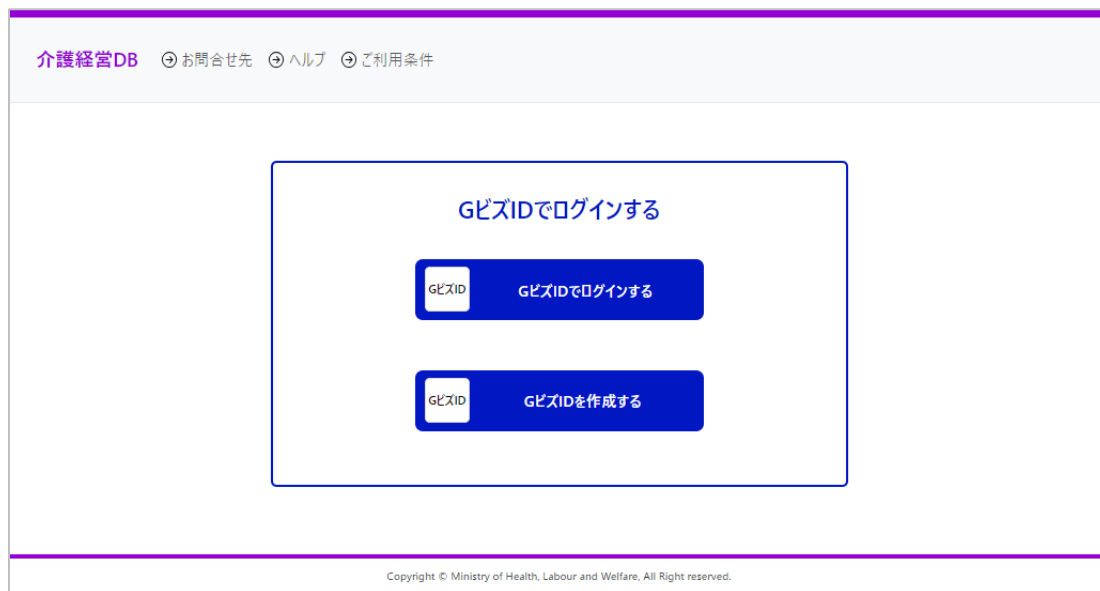 介護経営DB お問合せ先 ヘルプ ご利用条件
GビズIDでログインする
GビズID GビズIDでログインする
GビズID GビズIDを作成する
Copyright © Ministry of Health, Labour and Welfare, All Right reserved.